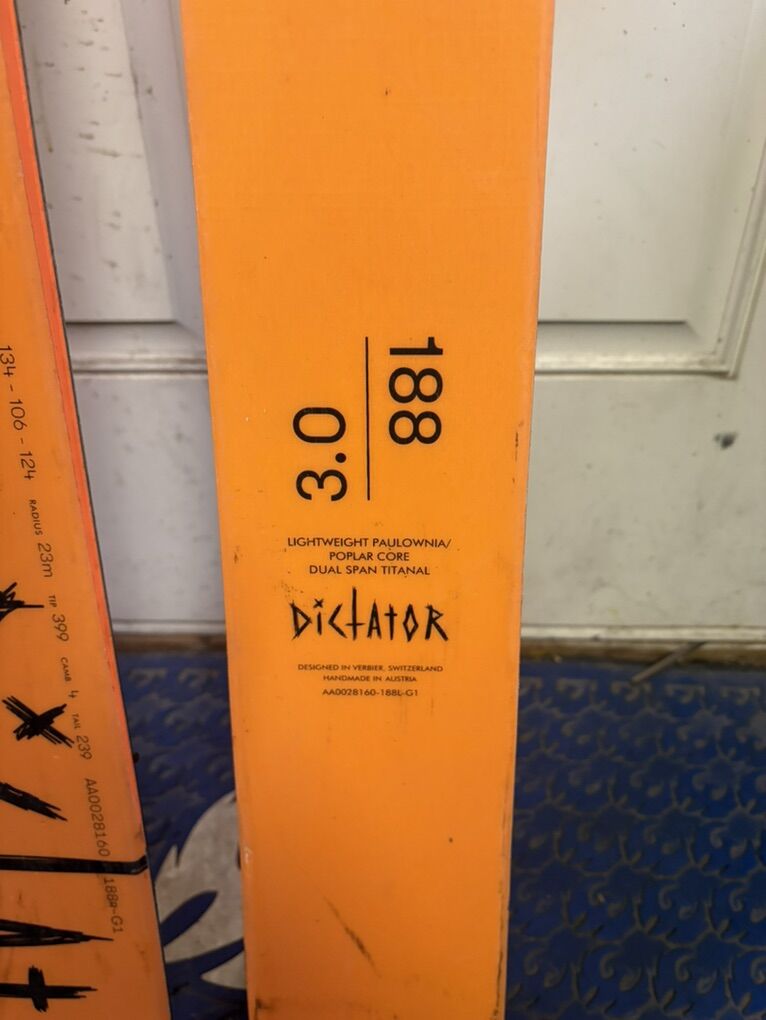 134 - 106 - 124 RADIUS 23m TIP 399 CAMB 4 TAIL 239 AA0028160 188R-G1
188
3.0
LIGHTWEIGHT PAULOWNIA/
POPLAR CORE
DUAL SPAN TITANAL
DICTATOR
DESIGNED IN VERBIER, SWITZERLAND
HANDMADE IN AUSTRIA
AA0028160-188L-G1